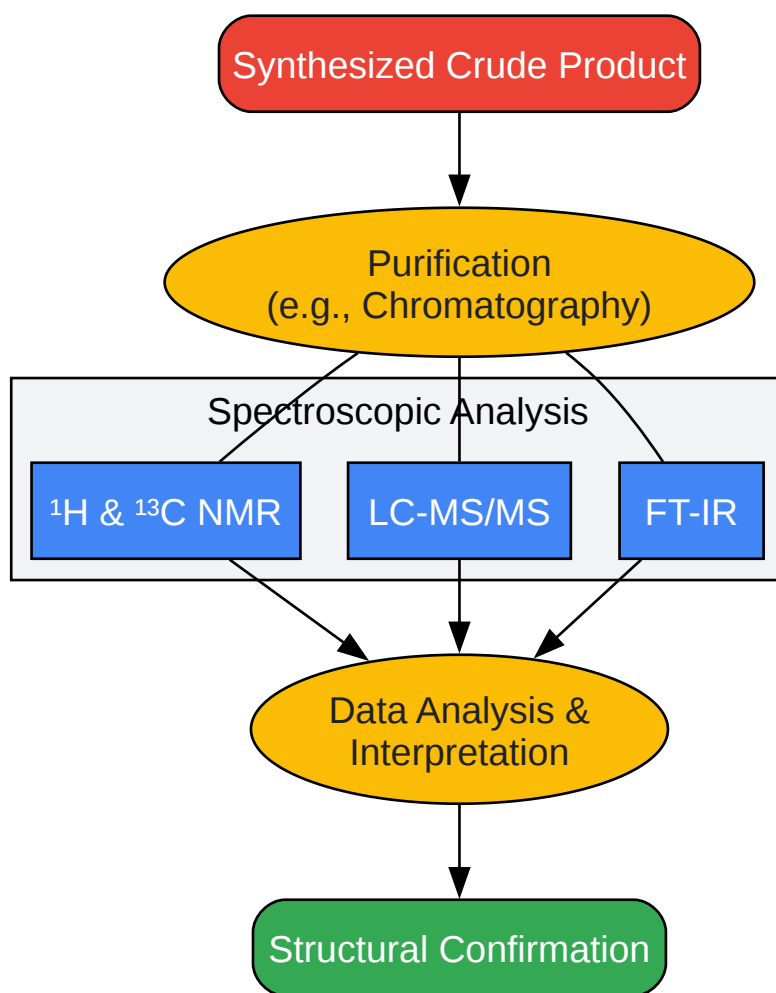 Synthesized Crude Product
Purification
(e.g., Chromatography)
Spectroscopic Analysis
¹H & ¹³C NMR
LC-MS/MS
FT-IR
Data Analysis &
Interpretation
Structural Confirmation